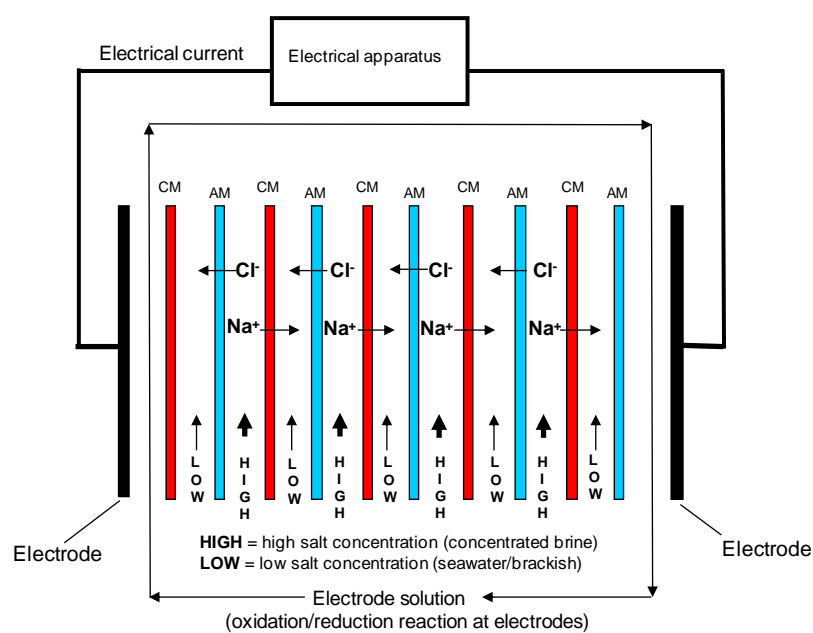 Electrical current
Electrical apparatus
CM AM CM AM CM AM CM AM CM AM
Cl- Cl- Cl- Cl-
Na+ Na+ Na+ Na+
LOW HIGH LOW HIGH LOW HIGH LOW HIGH LOW
Electrode
Electrode
HIGH = high salt concentration (concentrated brine)
LOW = low salt concentration (seawater/brackish)
Electrode solution
(oxidation/reduction reaction at electrodes)